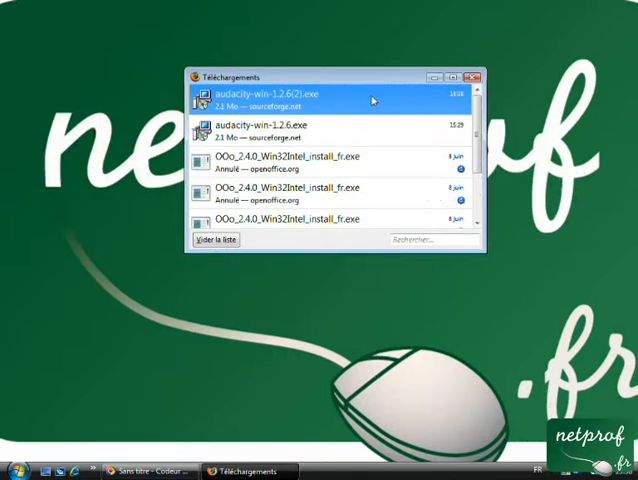 Téléchargements
audacity-win-1.2.6(2).exe
2.1 Mo — sourceforge.net
audacity-win-1.2.6.exe
15:29
2.1 Mo — sourceforge.net
OOo_2.4.0_Win32Intel_install_fr.exe
8 juin
Annulé — openoffice.org
OOo_2.4.0_Win32Intel_install_fr.exe
8 juin
Annulé — openoffice.org
OOo_2.4.0_Win32Intel_install_fr.exe
8 juin
Vider la liste
Rechercher...
.fr
netprof
.fr
Sans titre - Codeur ...
Téléchargements
FR